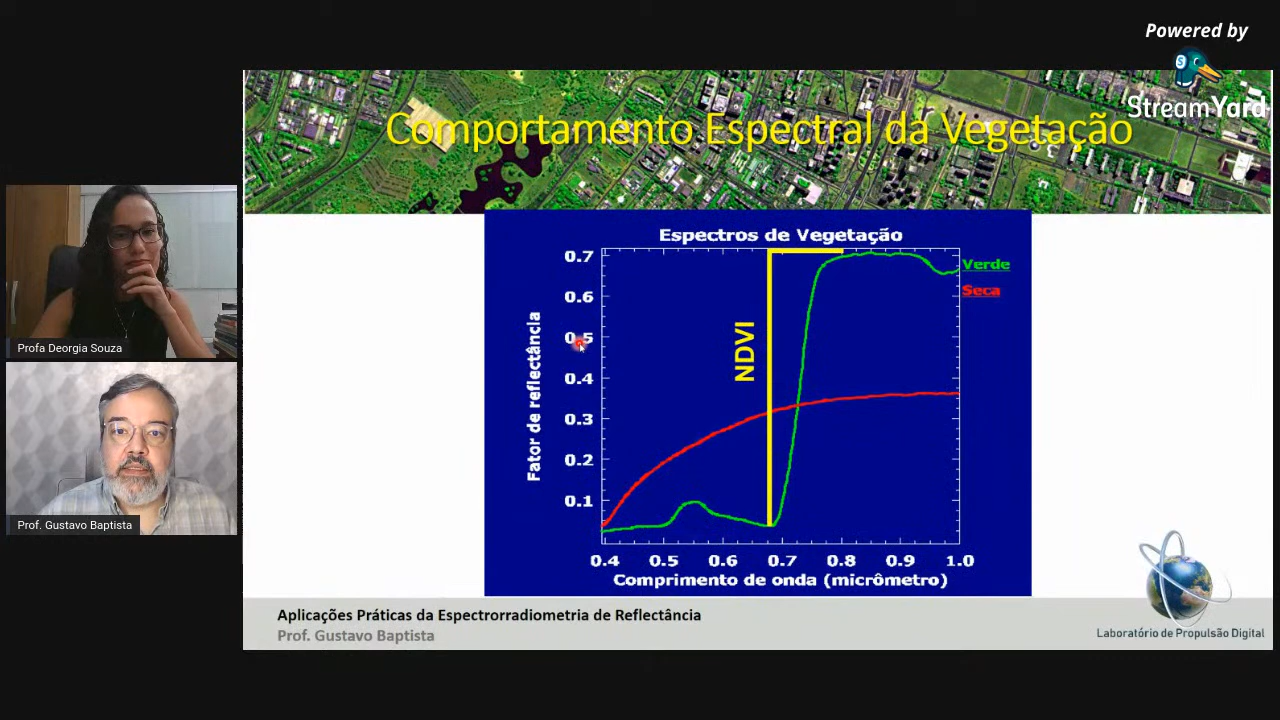 Powered by
StreamYard
Comportamento Espectral da Vegetação
Profa Deorgia Souza
Prof. Gustavo Baptista
Espectros de Vegetação
Verde
Seca
NDVI
Fator de reflectância
0.7
0.6
0.5
0.4
0.3
0.2
0.1
0.4 0.5 0.6 0.7 0.8 0.9 1.0
Comprimento de onda (micrômetro)
Aplicações Práticas da Espectrorradiometria de Reflectância
Prof. Gustavo Baptista
Laboratório de Propulsão Digital